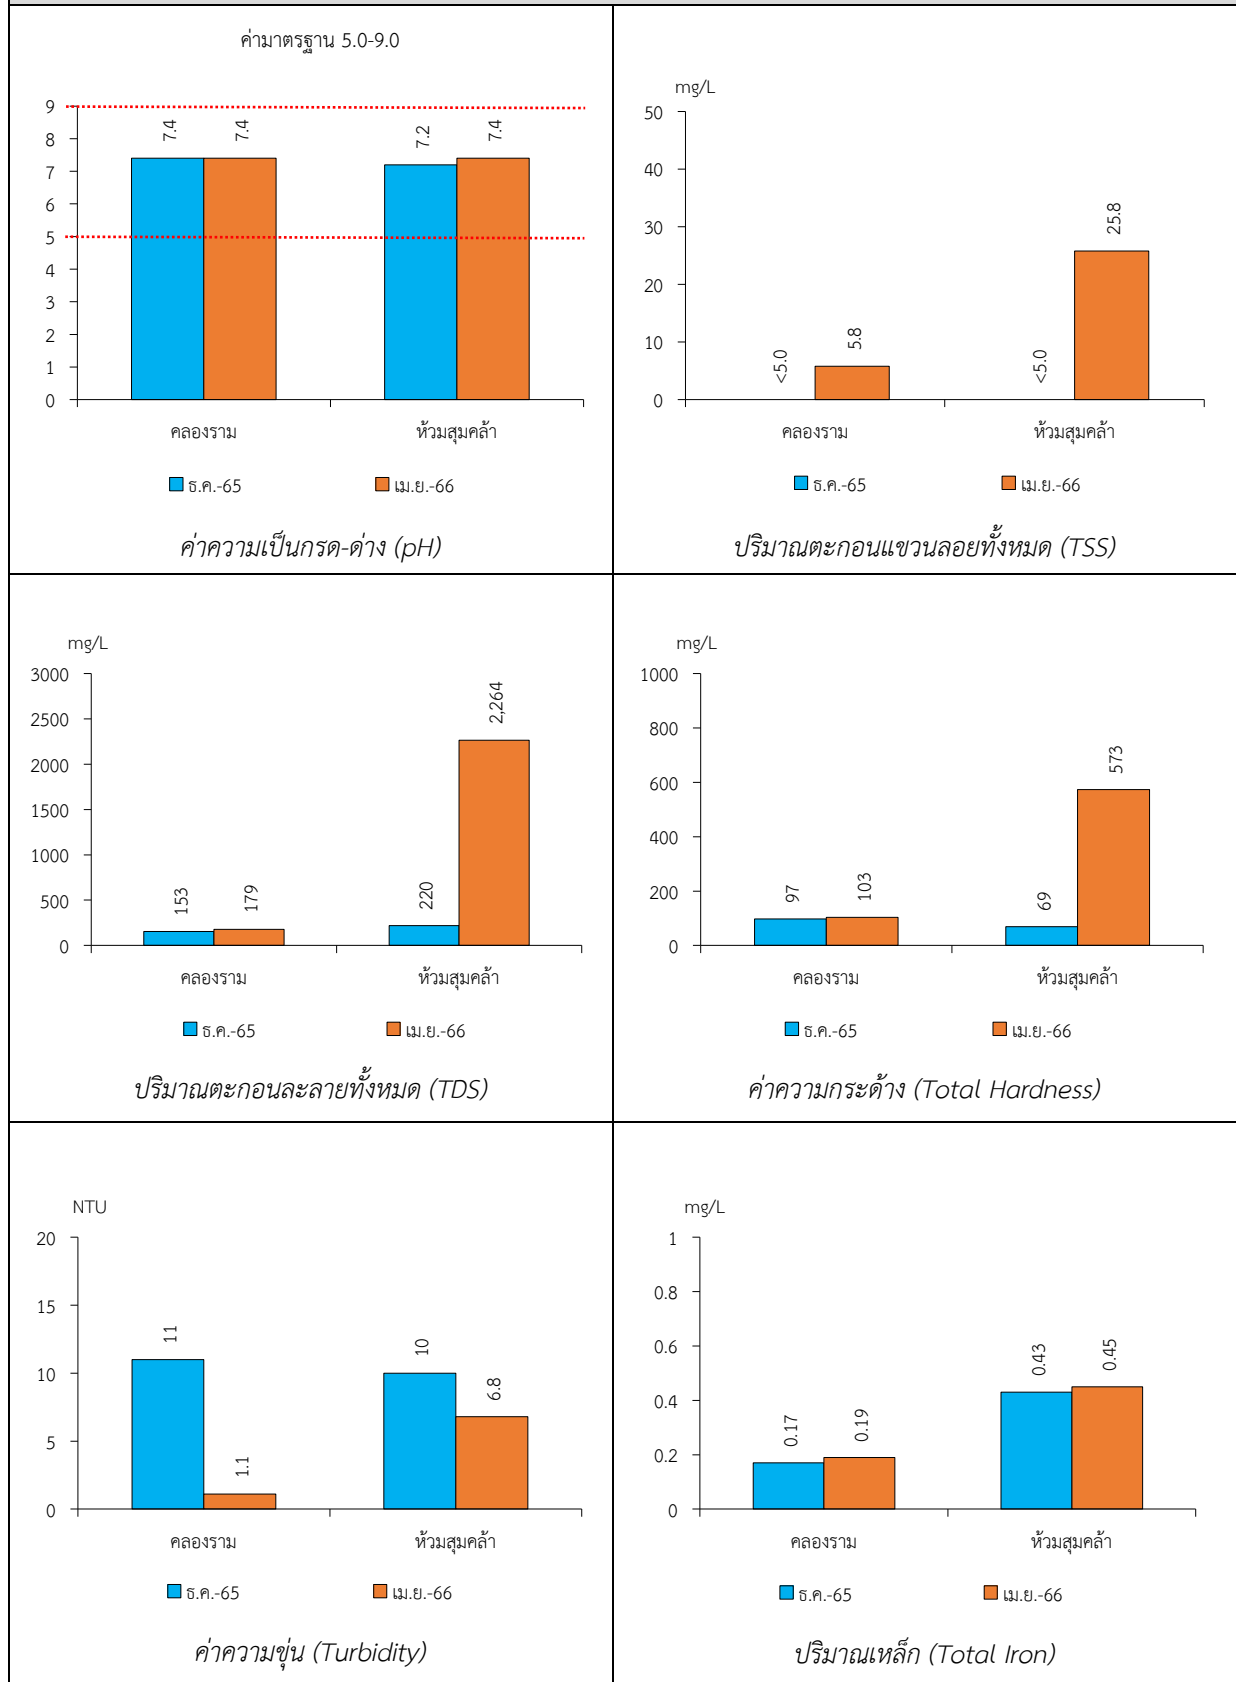 ค่ามาตรฐาน 5.0-9.0
9
8
7
6
5
4
3
2
1
0
7.4
7.4
7.2
7.4
คลองราม
ห้วมสุมคล้า
ธ.ค.-65
เม.ย.-66
ค่าความเป็นกรด-ด่าง (pH)
mg/L
50
40
30
20
10
0
<5.0
5.8
<5.0
25.8
คลองราม
ห้วมสุมคล้า
ธ.ค.-65
เม.ย.-66
ปริมาณตะกอนแขวนลอยทั้งหมด (TSS)
mg/L
3000
2500
2000
1500
1000
500
0
153
179
220
2,264
คลองราม
ห้วมสุมคล้า
ธ.ค.-65
เม.ย.-66
ปริมาณตะกอนละลายทั้งหมด (TDS)
mg/L
1000
800
600
400
200
0
97
103
69
573
คลองราม
ห้วมสุมคล้า
ธ.ค.-65
เม.ย.-66
ค่าความกระด้าง (Total Hardness)
NTU
20
15
10
5
0
11
1.1
10
6.8
คลองราม
ห้วมสุมคล้า
ธ.ค.-65
เม.ย.-66
ค่าความขุ่น (Turbidity)
mg/L
1
0.8
0.6
0.4
0.2
0
0.17
0.19
0.43
0.45
คลองราม
ห้วมสุมคล้า
ธ.ค.-65
เม.ย.-66
ปริมาณเหล็ก (Total Iron)